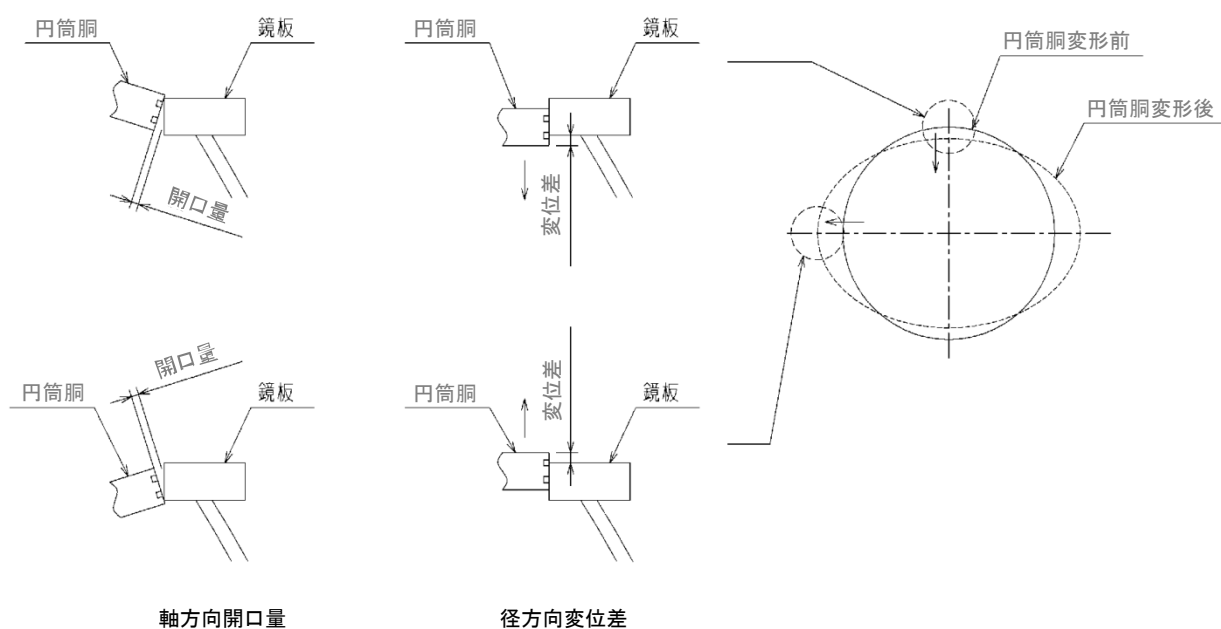 円筒胴
鏡板
開口量
円筒胴
鏡板
変位差
円筒胴変形前
円筒胴変形後
開口量
円筒胴
鏡板
円筒胴
鏡板
変位差
軸方向開口量
径方向変位差